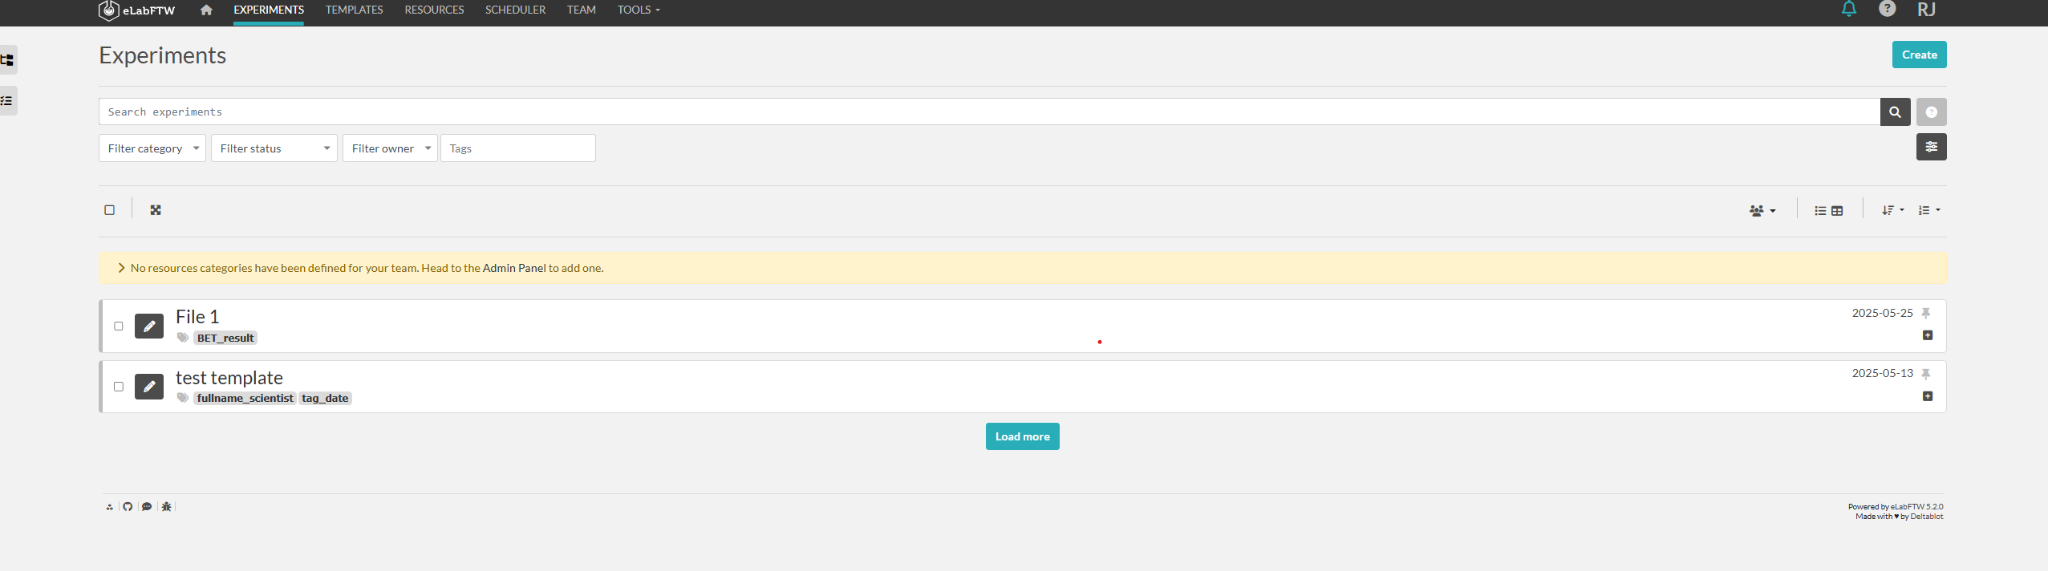 eLabFTW EXPERIMENTS TEMPLATES RESOURCES SCHEDULER TEAM TOOLS ? RJ
Experiments
Create
Search experiments
Filter category Filter status Filter owner Tags
No resources categories have been defined for your team. Head to the Admin Panel to add one.
File 1
2025-05-25
BET_result
test template
2025-05-13
fullname_scientist tag_date
Load more
Powered by eLabFTW 5.2.0
Made with ♥ by Deltablot